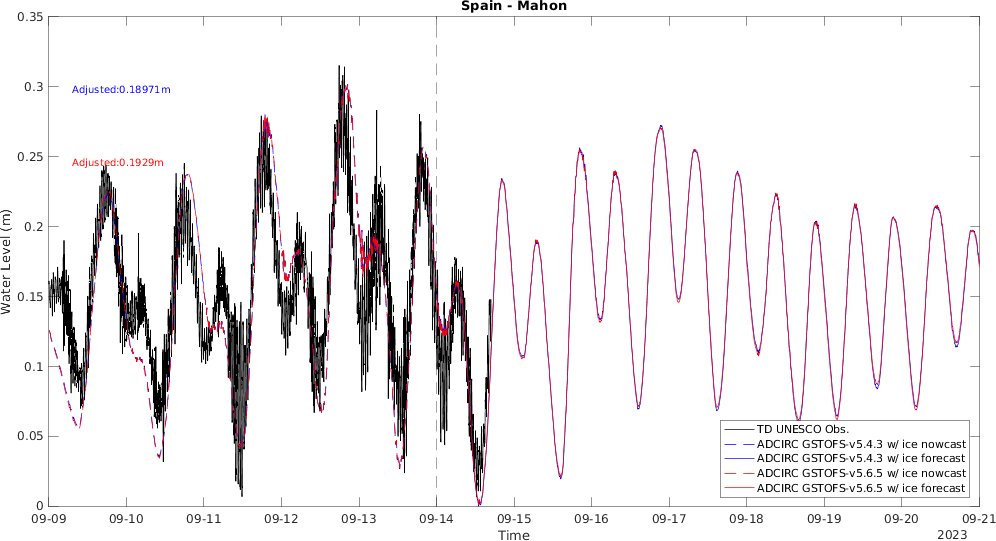 Spain - Mahon
0.35
0.3
0.25
0.2
0.15
0.1
0.05
0
Water Level (m)
Adjusted:0.18971m
Adjusted:0.1929m
TD UNESCO Obs.
ADCIRC GSTOFS-v5.4.3 w/ ice nowcast
ADCIRC GSTOFS-v5.4.3 w/ ice forecast
ADCIRC GSTOFS-v5.6.5 w/ ice nowcast
ADCIRC GSTOFS-v5.6.5 w/ ice forecast
09-09 09-10 09-11 09-12 09-13 09-14 09-15 09-16 09-17 09-18 09-19 09-20 09-21
Time
2023